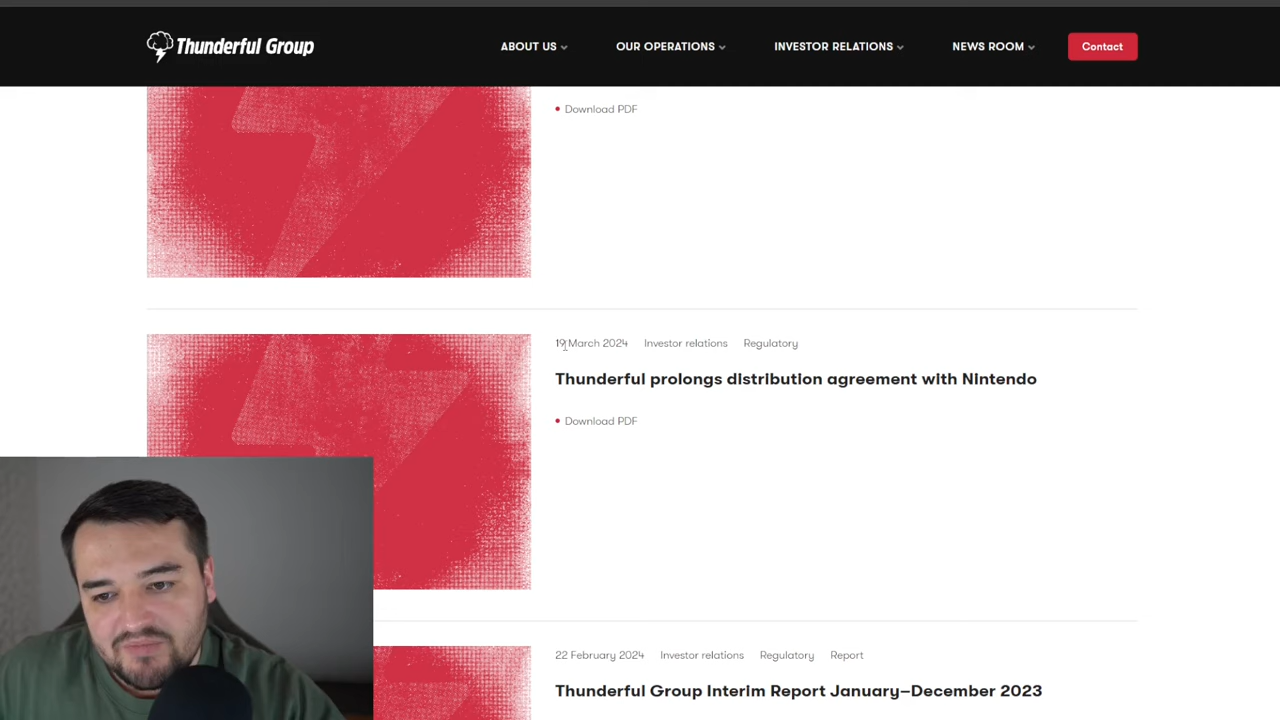 Thunderful Group
ABOUT US
OUR OPERATIONS
INVESTOR RELATIONS
NEWS ROOM
Contact
Download PDF
19 March 2024 Investor relations Regulatory
Thunderful prolongs distribution agreement with Nintendo
Download PDF
22 February 2024 Investor relations Regulatory Report
Thunderful Group Interim Report January–December 2023